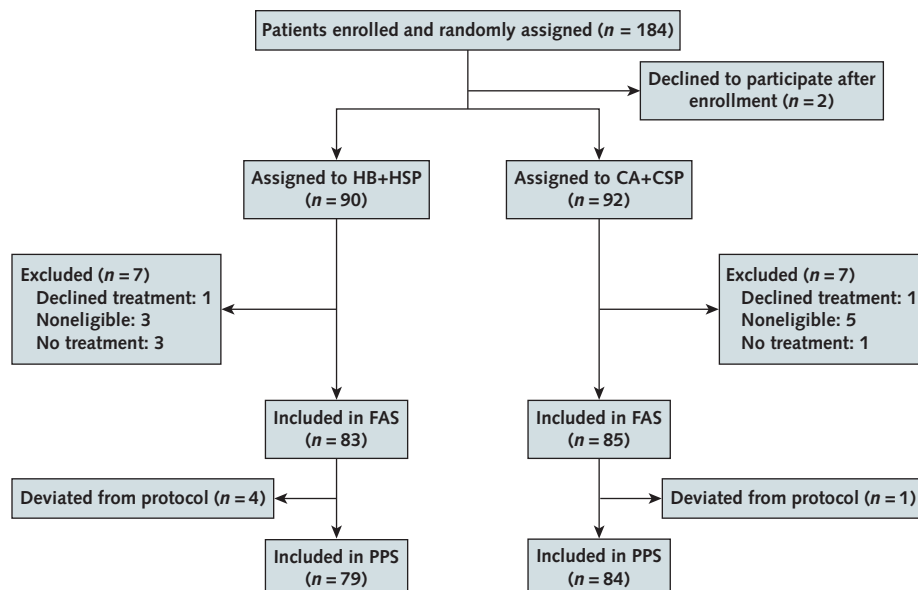 Patients enrolled and randomly assigned (n = 184)
Declined to participate after
enrollment (n = 2)
Assigned to HB+HSP
(n = 90)
Assigned to CA+CSP
(n = 92)
Excluded (n = 7)
Declined treatment: 1
Noneligible: 3
No treatment: 3
Excluded (n = 7)
Declined treatment: 1
Noneligible: 5
No treatment: 1
Included in FAS
(n = 83)
Included in FAS
(n = 85)
Deviated from protocol (n = 4)
Deviated from protocol (n = 1)
Included in PPS
(n = 79)
Included in PPS
(n = 84)